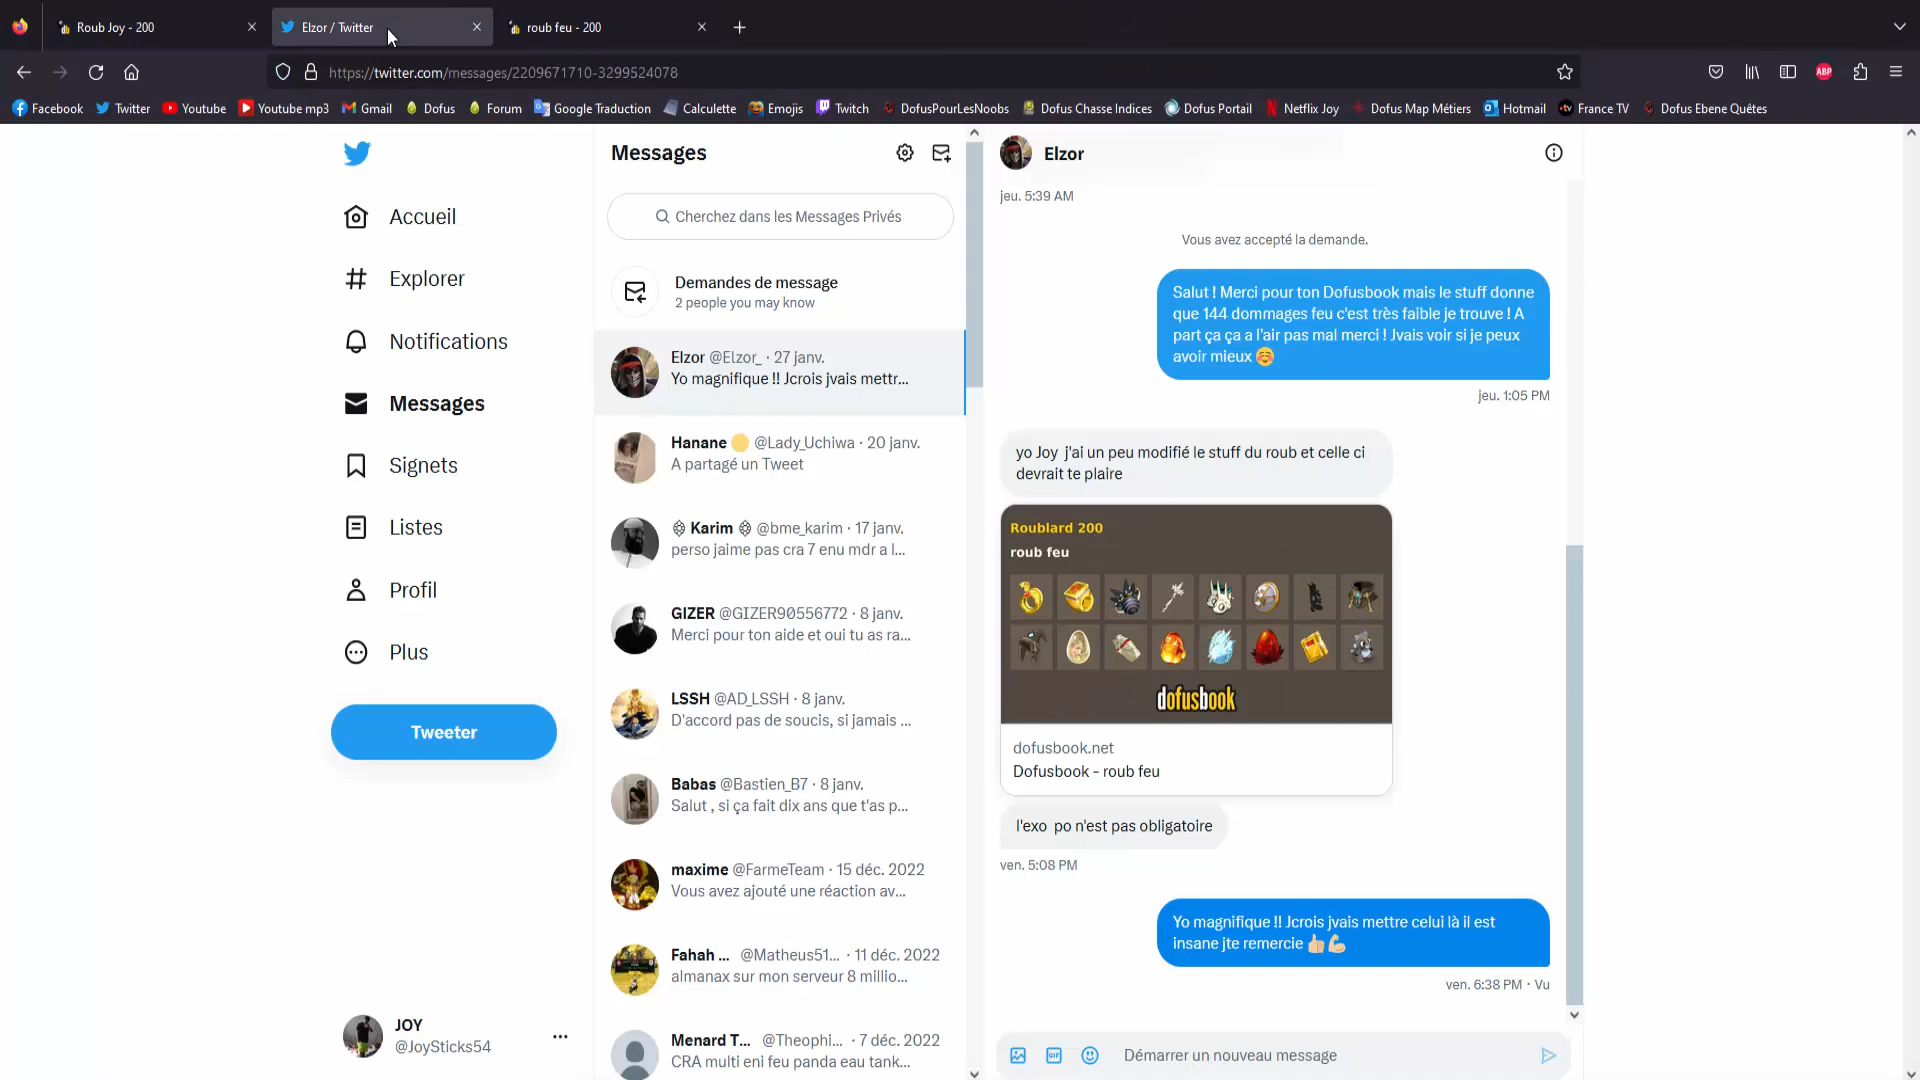 Roub Joy - 200
Elzor / Twitter
roub feu - 200
https://twitter.com/messages/2209671710-3299524078
ABP
Facebook
Twitter
Youtube
Youtube mp3
Gmail
Dofus
Forum
Google Traduction
Calculette
Emojis
Twitch
DofusPourLesNoobs
Dofus Chasse Indices
Dofus Portail
Netflix Joy
Dofus Map Métiers
Hotmail
France TV
Dofus Ebene Quêtes
Accueil
Explorer
Notifications
Messages
Signets
Listes
Profil
Plus
Tweeter
JOY
@JoySticks54
Messages
Cherchez dans les Messages Privés
Demandes de message
2 people you may know
Elzor @Elzor_ · 27 janv.
Yo magnifique !! Jcrois jvais mettr...
Hanane @Lady_Uchiwa · 20 janv.
A partagé un Tweet
Karim @bme_karim · 17 janv.
perso jaime pas cra 7 enu mdr a l...
GIZER @GIZER90556772 · 8 janv.
Merci pour ton aide et oui tu as ra...
LSSH @AD_LSSH · 8 janv.
D'accord pas de soucis, si jamais ...
Babas @Bastien_B7 · 8 janv.
Salut , si ça fait dix ans que t'as p...
maxime @FarmeTeam · 15 déc. 2022
Vous avez ajouté une réaction av...
Fahah ... @Matheus51... · 11 déc. 2022
almanax sur mon serveur 8 millio...
Menard T... @Theophi... · 7 déc. 2022
CRA multi eni feu panda eau tank...
Elzor
jeu. 5:39 AM
Vous avez accepté la demande.
Salut ! Merci pour ton Dofusbook mais le stuff donne
que 144 dommages feu c'est très faible je trouve ! A
part ça ça a l'air pas mal merci ! Jvais voir si je peux
avoir mieux ☺️
jeu. 1:05 PM
yo Joy j'ai un peu modifié le stuff du roub et celle ci
devrait te plaire
Roublard 200
roub feu
dofusbook
dofusbook.net
Dofusbook - roub feu
l'exo po n'est pas obligatoire
ven. 5:08 PM
Yo magnifique !! Jcrois jvais mettre celui là il est
insane jte remercie 👍🏼💪🏼
ven. 6:38 PM · Vu
GIF
Démarrer un nouveau message